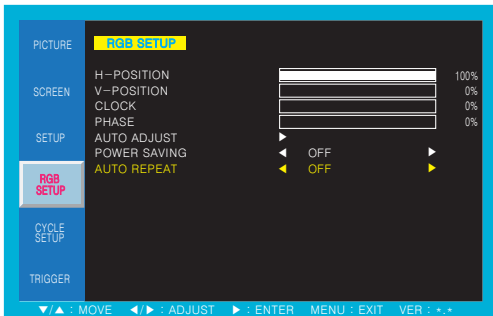 PICTURE
SCREEN
SETUP
RGB
SETUP
CYCLE
SETUP
TRIGGER
RGB SETUP
H-POSITION 100%
V-POSITION 0%
CLOCK 0%
PHASE 0%
AUTO ADJUST ▶
POWER SAVING ◀ OFF ▶
AUTO REPEAT ◀ OFF ▶
▼/▲ : MOVE ◀/▶ : ADJUST ▶ : ENTER MENU : EXIT VER : *.*